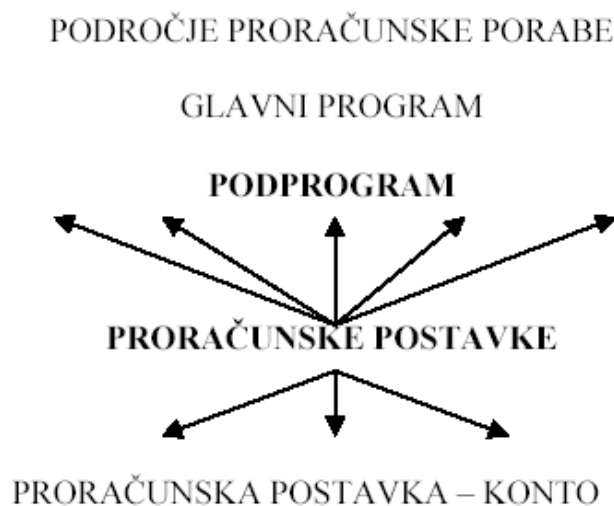 PODROČJE PRORAČUNSKE PORABE
GLAVNI PROGRAM
PODPROGRAM
PRORAČUNSKE POSTAVKE
PRORAČUNSKA POSTAVKA – KONTO